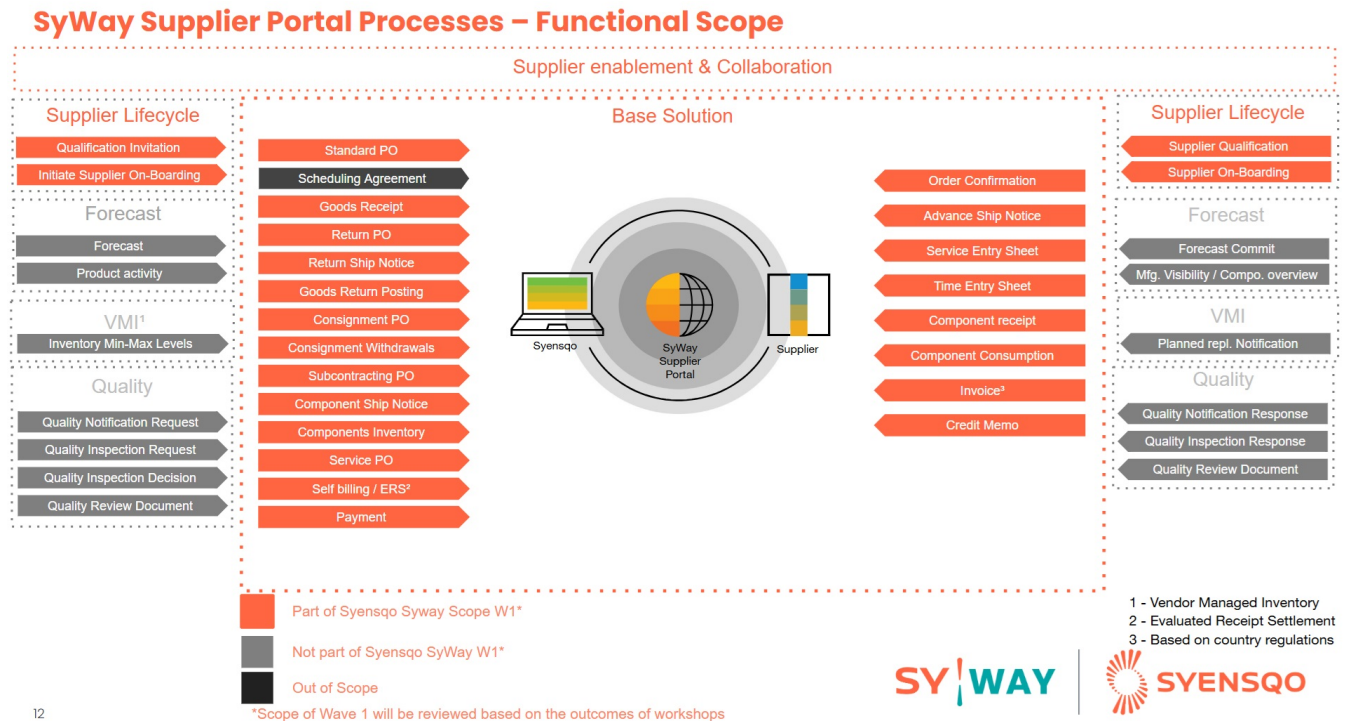 SyWay Supplier Portal Processes – Functional Scope
Supplier enablement & Collaboration
Supplier Lifecycle
Qualification Invitation
Initiate Supplier On-Boarding
Forecast
Forecast
Product activity
VMI¹
Inventory Min-Max Levels
Quality
Quality Notification Request
Quality Inspection Request
Quality Inspection Decision
Quality Review Document
Base Solution
Standard PO
Scheduling Agreement
Goods Receipt
Return PO
Return Ship Notice
Goods Return Posting
Consignment PO
Consignment Withdrawals
Subcontracting PO
Component Ship Notice
Components Inventory
Service PO
Self billing / ERS²
Payment
Syensqo
SyWay
Supplier
Portal
Supplier
Order Confirmation
Advance Ship Notice
Service Entry Sheet
Time Entry Sheet
Component receipt
Component Consumption
Invoice³
Credit Memo
Supplier Lifecycle
Supplier Qualification
Supplier On-Boarding
Forecast
Forecast Commit
Mfg. Visibility / Compo. overview
VMI
Planned repl. Notification
Quality
Quality Notification Response
Quality Inspection Response
Quality Review Document
Part of Syensqo Syway Scope W1*
Not part of Syensqo SyWay W1*
Out of Scope
*Scope of Wave 1 will be reviewed based on the outcomes of workshops
1 - Vendor Managed Inventory
2 - Evaluated Receipt Settlement
3 - Based on country regulations
SY WAY
SYENSQO
12